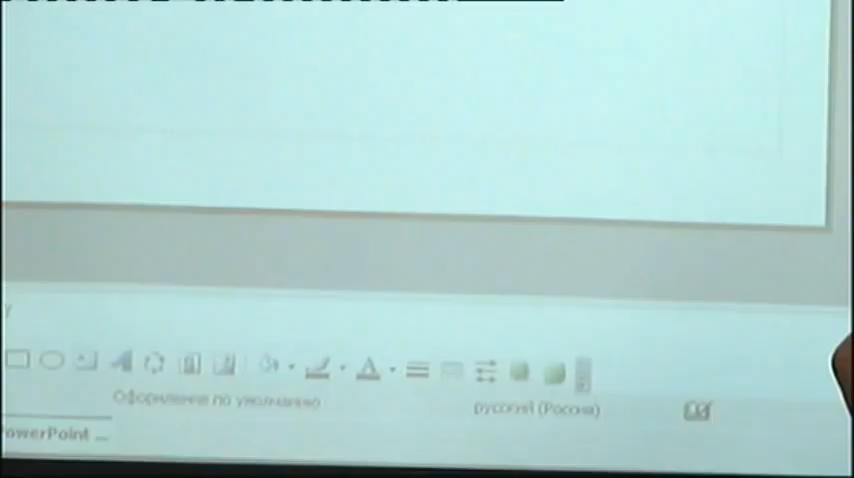 Оформление по умолчанию
русский (Россия)
PowerPoint ...